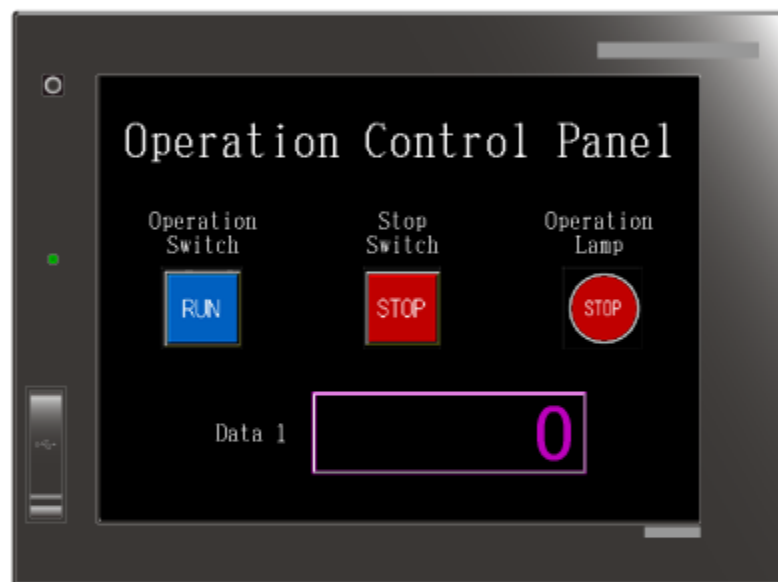 Operation Control Panel
Operation Switch
Stop Switch
Operation Lamp
RUN
STOP
STOP
Data 1
0